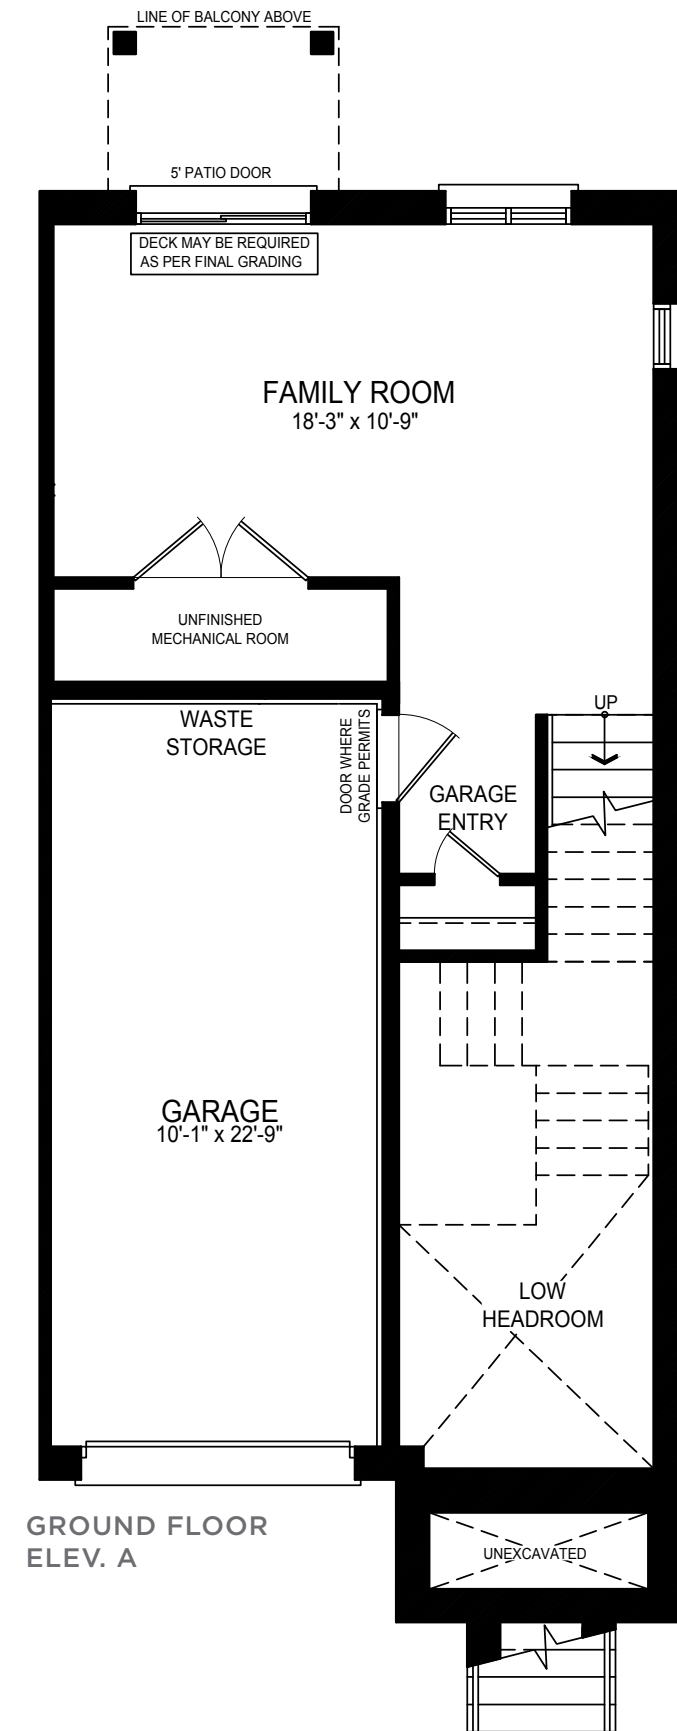 LINE OF BALCONY ABOVE
5' PATIO DOOR
DECK MAY BE REQUIRED
AS PER FINAL GRADING
FAMILY ROOM
18'-3" x 10'-9"
UNFINISHED
MECHANICAL ROOM
WASTE
STORAGE
DOOR WHERE
GRADE PERMITS
UP
GARAGE
ENTRY
GARAGE
10'-1" x 22'-9"
LOW
HEADROOM
UNEXCAVATED
GROUND FLOOR
ELEV. A